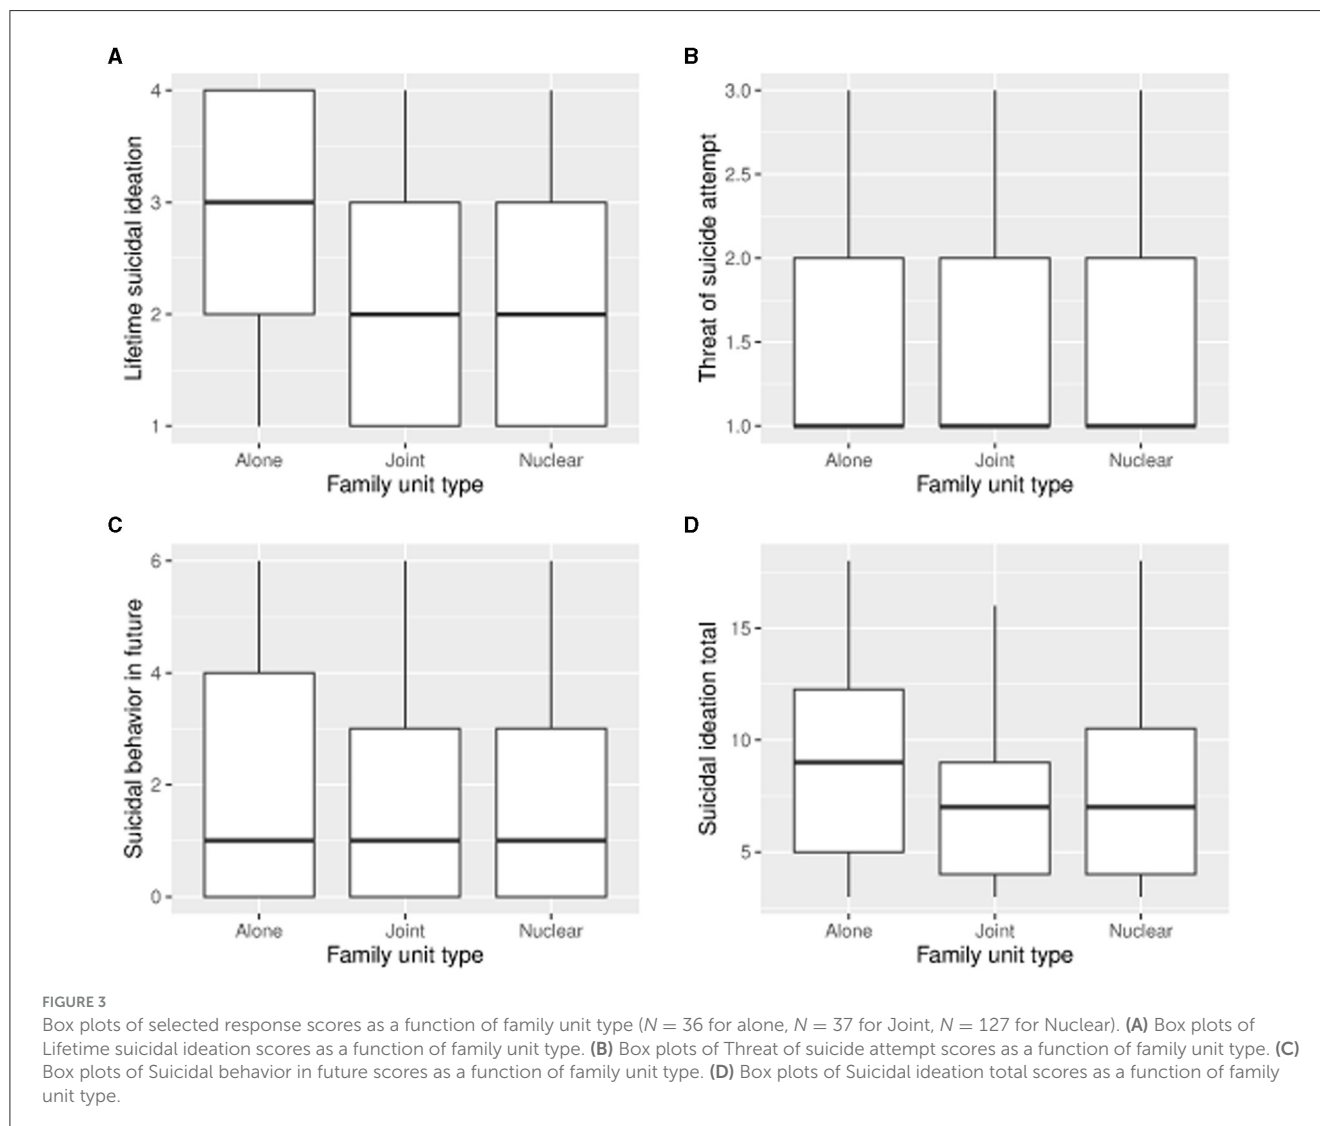 A
Lifetime suicidal ideation
4
3
2
1
Alone Joint Nuclear
Family unit type
B
Threat of suicide attempt
3.0
2.5
2.0
1.5
1.0
Alone Joint Nuclear
Family unit type
C
Suicidal behavior in future
6
4
2
0
Alone Joint Nuclear
Family unit type
D
Suicidal ideation total
15
10
5
Alone Joint Nuclear
Family unit type
FIGURE 3
Box plots of selected response scores as a function of family unit type (N = 36 for alone, N = 37 for Joint, N = 127 for Nuclear). (A) Box plots of
Lifetime suicidal ideation scores as a function of family unit type. (B) Box plots of Threat of suicide attempt scores as a function of family unit type. (C)
Box plots of Suicidal behavior in future scores as a function of family unit type. (D) Box plots of Suicidal ideation total scores as a function of family
unit type.